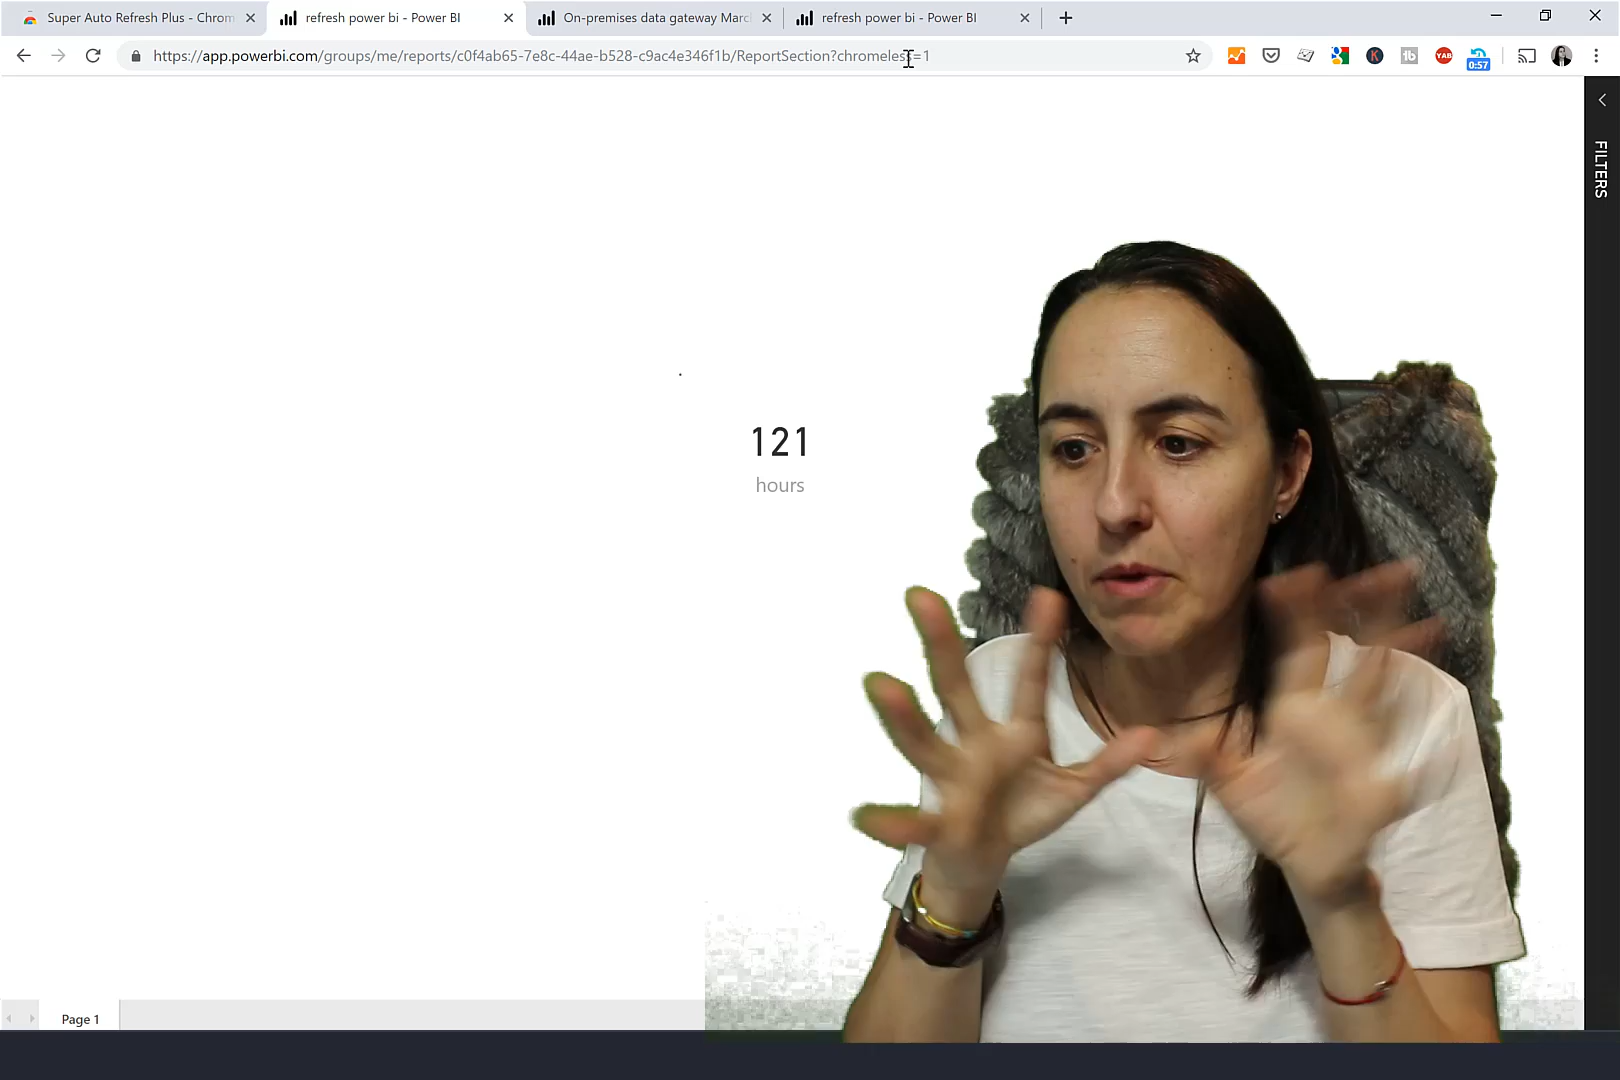 Super Auto Refresh Plus - Chrom
refresh power bi - Power BI
On-premises data gateway Marc
refresh power bi - Power BI
https://app.powerbi.com/groups/me/reports/c0f4ab65-7e8c-44ae-b528-c9ac4e346f1b/ReportSection?chromeless=1
K
tb
YAB
0:57
FILTERS
121
hours
Page 1